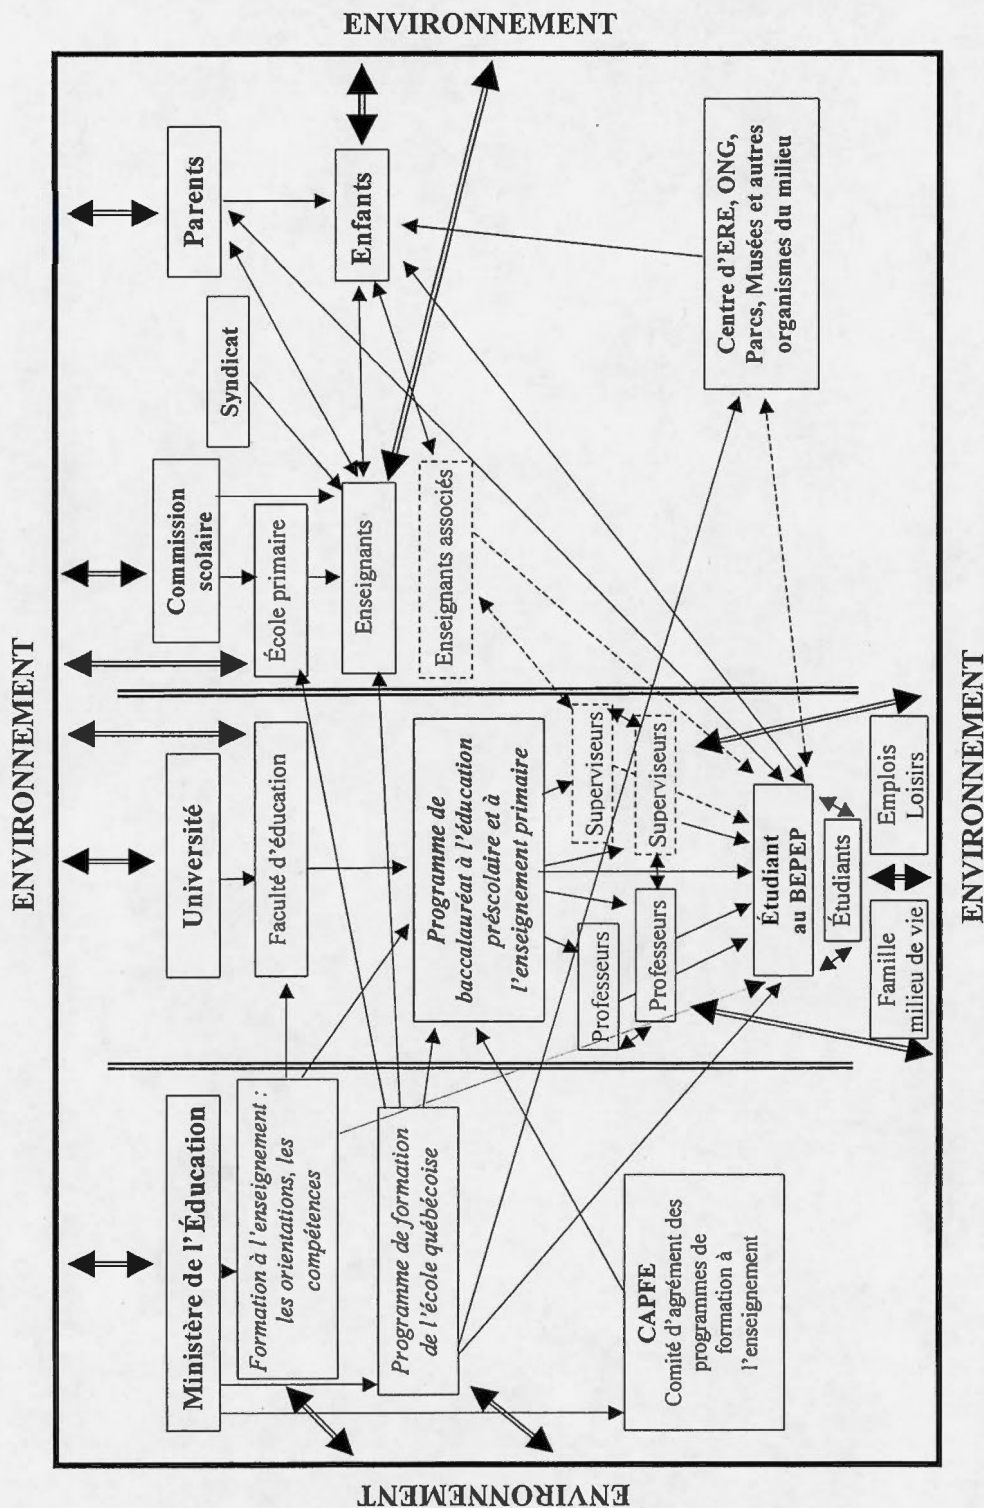 ENVIRONNEMENT
ENVIRONNEMENT
Ministère de l'Éducation
Formation à l'enseignement :
les orientations, les
compétences
Programme de formation
de l'école québécoise
CAPFE
Comité d'agrément des
programmes de
formation à
l'enseignement
Université
Faculté d'éducation
Programme de
baccalauréat à l'éducation
préscolaire et à
l'enseignement primaire
Professeurs
Professeurs
Superviseurs
Superviseurs
Étudiant
au BEPEP
Étudiants
Famille
milieu de vie
Emplois
Loisirs
Commission
scolaire
École primaire
Enseignants
Enseignants associés
Syndicat
Parents
Enfants
Centre d'ERE, ONG,
Parcs, Musées et autres
organismes du milieu
ENVIRONNEMENT
ENVIRONNEMENT